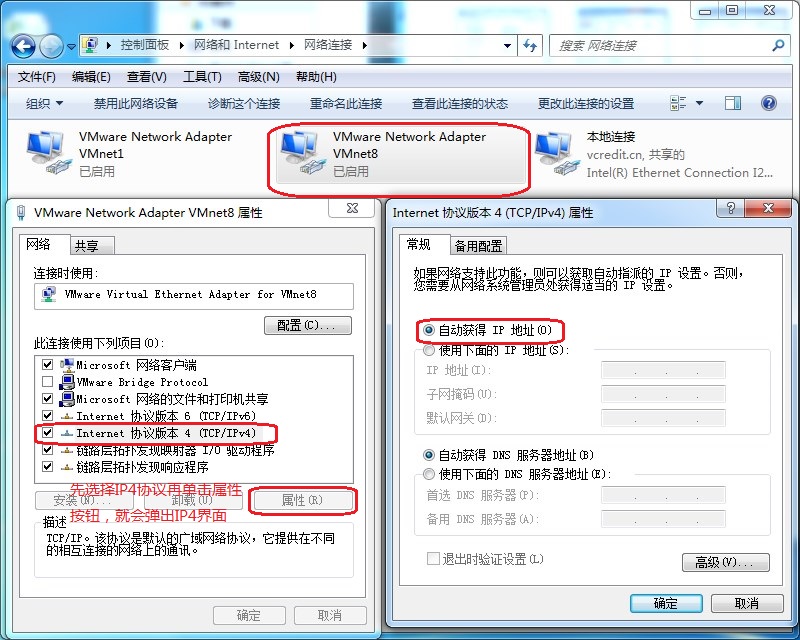 控制面板 网络和 Internet 网络连接
搜索 网络连接
文件(F) 编辑(E) 查看(V) 工具(T) 高级(N) 帮助(H)
组织 禁用此网络设备 诊断这个连接 重命名此连接 查看此连接的状态 更改此连接的设置
VMware Network Adapter
VMnet1
已启用
VMware Network Adapter
VMnet8
已启用
本地连接
vcredit.cn, 共享的
Intel(R) Ethernet Connection I2...
VMware Network Adapter VMnet8 属性
网络 共享
连接时使用:
VMware Virtual Ethernet Adapter for VMnet8
配置(C)...
此连接使用下列项目(O):
Microsoft 网络客户端
VMware Bridge Protocol
Microsoft 网络的文件和打印机共享
Internet 协议版本 6 (TCP/IPv6)
Internet 协议版本 4 (TCP/IPv4)
链路层拓扑发现映射器 I/O 驱动程序
链路层拓扑发现响应程序
安装(N)... 卸载(U) 属性(R)
先选择IP4协议再单击属性
按钮，就会弹出IP4界面
描述
TCP/IP。该协议是默认的广域网络协议，它提供在不同
的相互连接的网络上的通讯。
确定 取消
Internet 协议版本 4 (TCP/IPv4) 属性
常规 备用配置
如果网络支持此功能，则可以获取自动指派的 IP 设置。否则，
您需要从网络系统管理员处获得适当的 IP 设置。
自动获得 IP 地址(O)
使用下面的 IP 地址(S):
IP 地址(I):
子网掩码(U):
默认网关(D):
自动获得 DNS 服务器地址(B)
使用下面的 DNS 服务器地址(E):
首选 DNS 服务器(P):
备用 DNS 服务器(A):
退出时验证设置(L)
高级(V)...
确定 取消